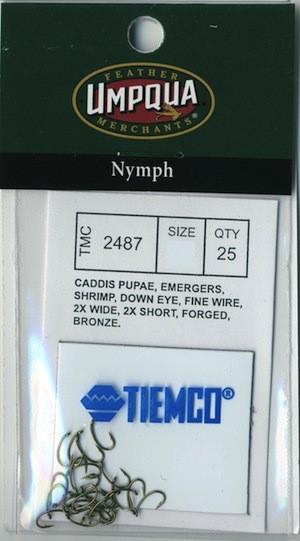 FEATHER
UMPQUA
MERCHANTS®
Nymph
TMC 2487 SIZE QTY 25
CADDIS PUPAE, EMERGERS,
SHRIMP, DOWN EYE, FINE WIRE,
2X WIDE, 2X SHORT, FORGED,
BRONZE.
TIEMCO®